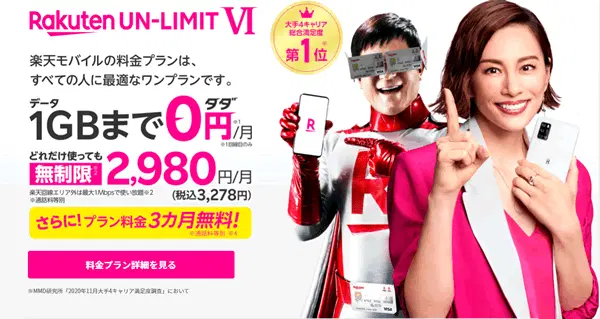 Rakuten UN-LIMIT VI
楽天モバイルの料金プランは、
すべての人に最適なワンプランです。
データ タダ
1GBまで0円/月※1
※1回線目のみ
どれだけ使っても
無制限 2,980円/月
楽天回線エリア外は最大1Mbpsで使い放題※2
※通話料等別
(税込3,278円)
さらに!プラン料金3カ月無料!
※通話料等別 ※4
料金プラン詳細を見る
※MMD研究所「2020年11月大手4キャリア満足度調査」において
大手4キャリア
総合満足度
第1位
R
R
R
Rakuten
VISA